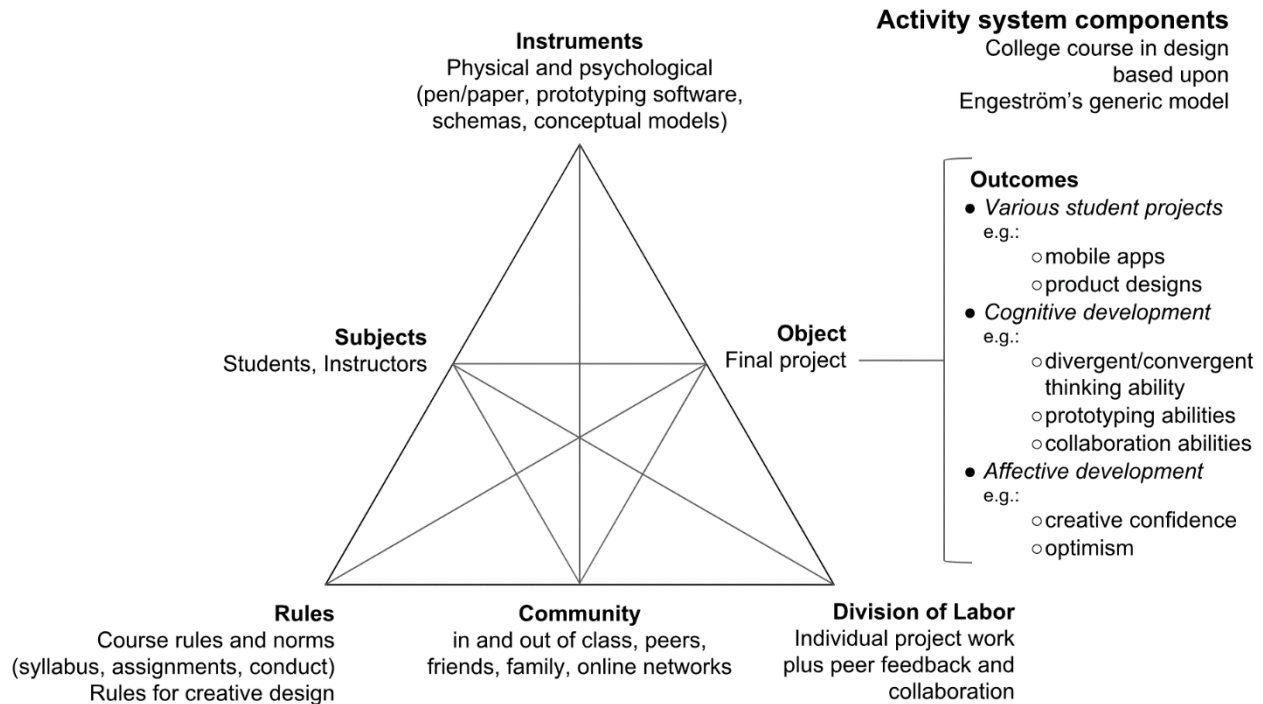 Activity system components
College course in design
based upon
Engeström's generic model
Instruments
Physical and psychological
(pen/paper, prototyping software,
schemas, conceptual models)
Subjects
Students, Instructors
Object
Final project
Outcomes
● Various student projects
e.g.:
○ mobile apps
○ product designs
● Cognitive development
e.g.:
○ divergent/convergent
thinking ability
○ prototyping abilities
○ collaboration abilities
● Affective development
e.g.:
○ creative confidence
○ optimism
Rules
Course rules and norms
(syllabus, assignments, conduct)
Rules for creative design
Community
in and out of class, peers,
friends, family, online networks
Division of Labor
Individual project work
plus peer feedback and
collaboration